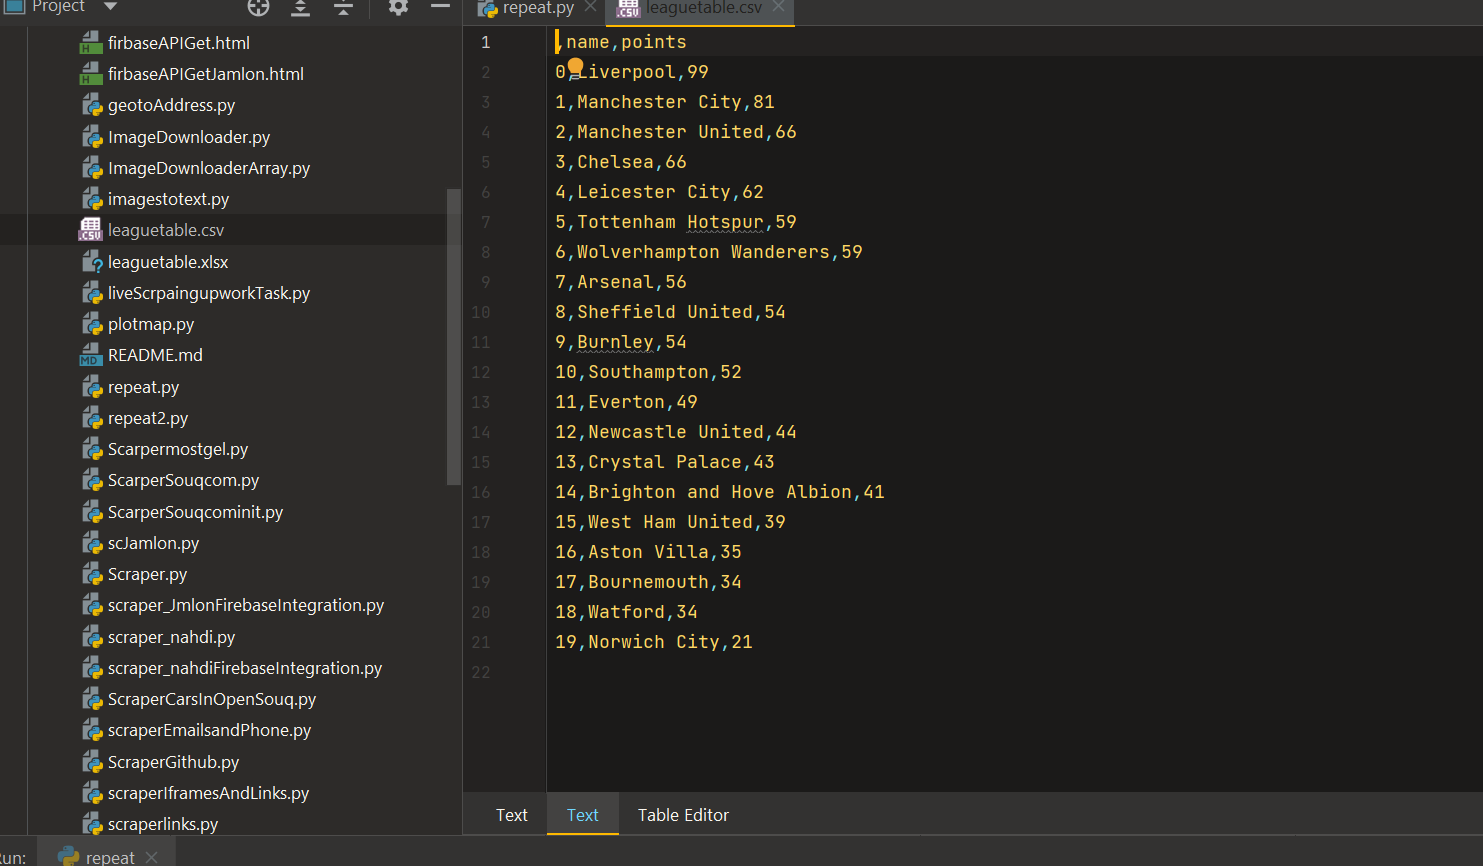 Project
firbaseAPIGet.html
firbaseAPIGetJamlon.html
geotoAddress.py
ImageDownloader.py
ImageDownloaderArray.py
imagestotext.py
leaguetable.csv
leaguetable.xlsx
liveScrpaingupworkTask.py
plotmap.py
README.md
repeat.py
repeat2.py
Scarpermostgel.py
ScarperSouqcom.py
ScarperSouqcominit.py
scJamlon.py
Scraper.py
scraper_JmlonFirebaseIntegration.py
scraper_nahdi.py
scraper_nahdiFirebaseIntegration.py
ScraperCarsInOpenSouq.py
scraperEmailsandPhone.py
ScraperGithub.py
scraperIframesAndLinks.py
scraperlinks.py
repeat.py leaguetable.csv
1 ,name,points
2 0,Liverpool,99
3 1,Manchester City,81
4 2,Manchester United,66
5 3,Chelsea,66
6 4,Leicester City,62
7 5,Tottenham Hotspur,59
8 6,Wolverhampton Wanderers,59
9 7,Arsenal,56
10 8,Sheffield United,54
11 9,Burnley,54
12 10,Southampton,52
13 11,Everton,49
14 12,Newcastle United,44
15 13,Crystal Palace,43
16 14,Brighton and Hove Albion,41
17 15,West Ham United,39
18 16,Aston Villa,35
19 17,Bournemouth,34
20 18,Watford,34
21 19,Norwich City,21
22
Text Text Table Editor
un: repeat